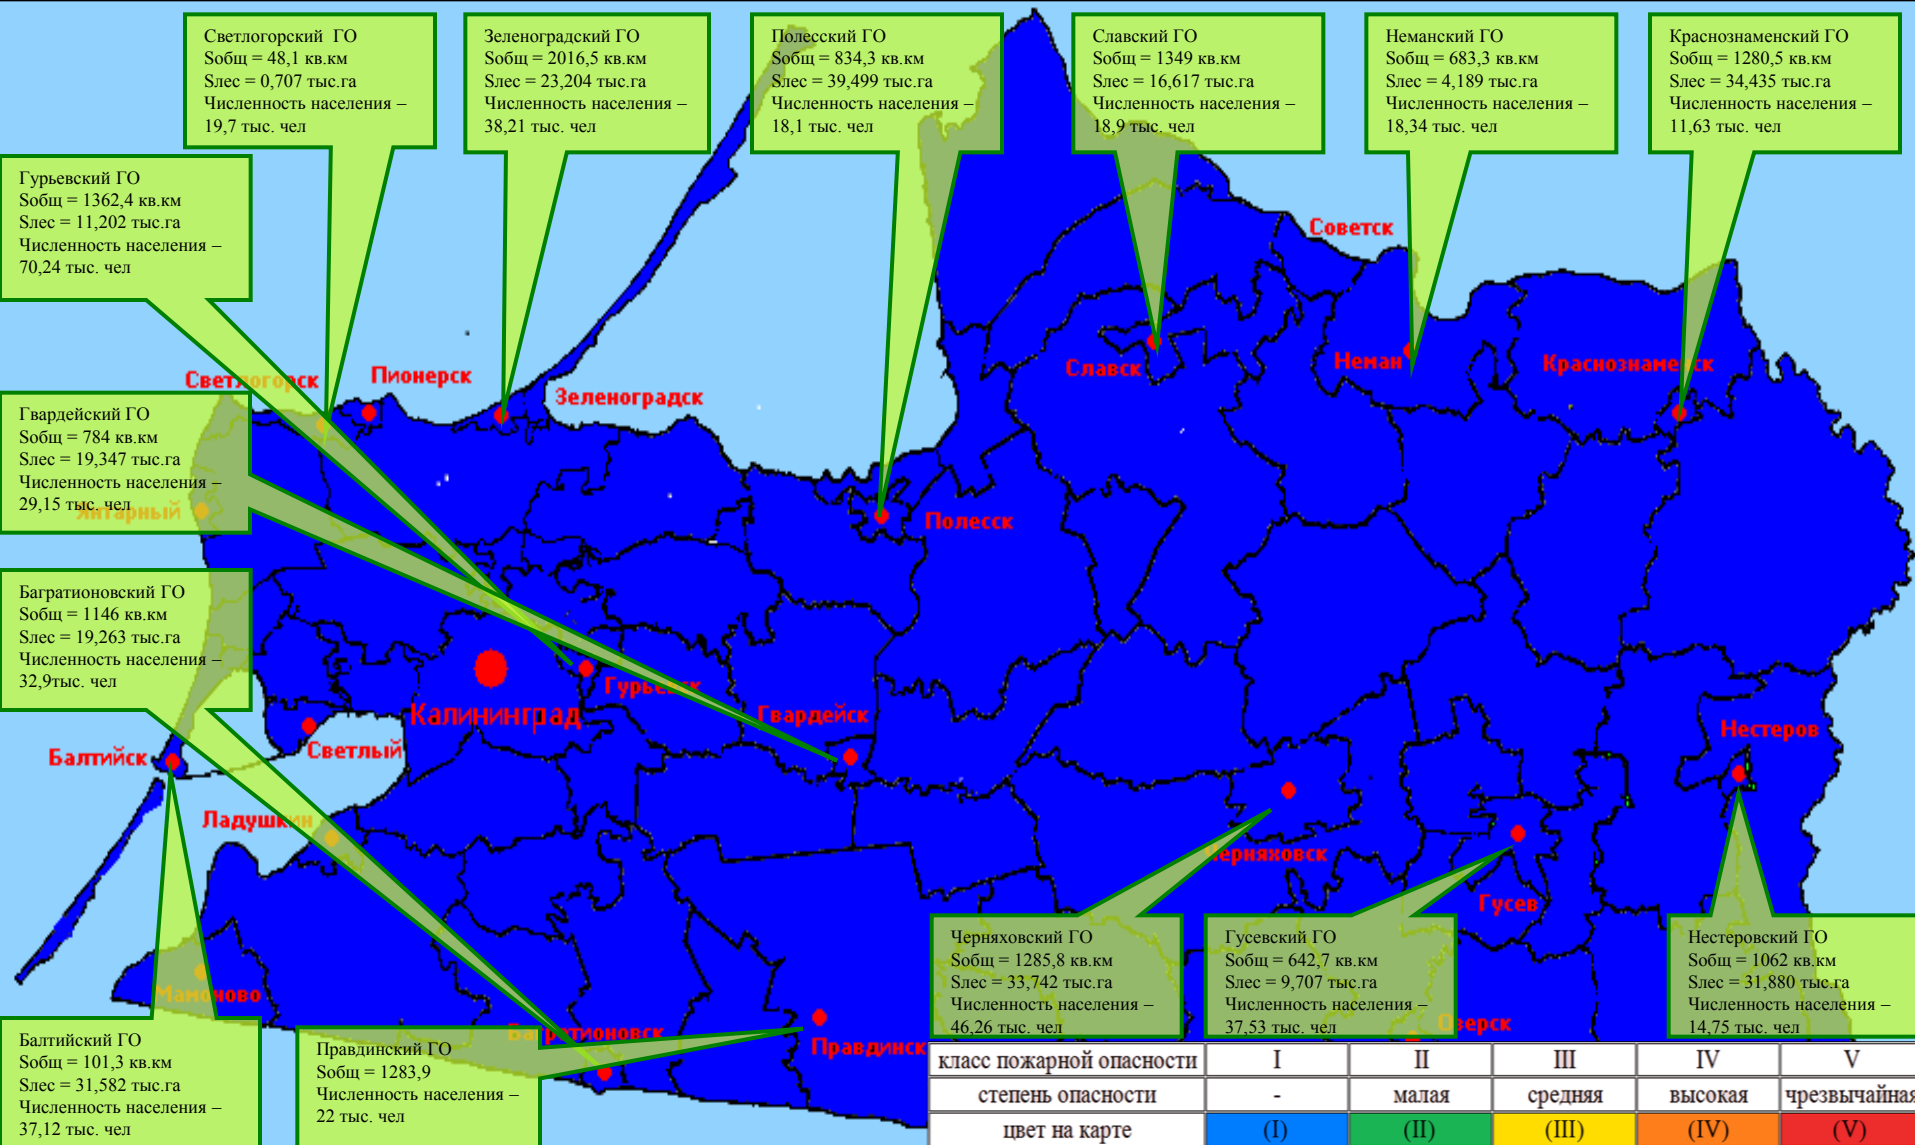 Светлогорский ГО
Sобщ = 48,1 кв.км
Sлес = 0,707 тыс.га
Численность населения –
19,7 тыс. чел
Зеленоградский ГО
Sобщ = 2016,5 кв.км
Sлес = 23,204 тыс.га
Численность населения –
38,21 тыс. чел
Полесский ГО
Sобщ = 834,3 кв.км
Sлес = 39,499 тыс.га
Численность населения –
18,1 тыс. чел
Славский ГО
Sобщ = 1349 кв.км
Sлес = 16,617 тыс.га
Численность населения –
18,9 тыс. чел
Неманский ГО
Sобщ = 683,3 кв.км
Sлес = 4,189 тыс.га
Численность населения –
18,34 тыс. чел
Краснознаменский ГО
Sобщ = 1280,5 кв.км
Sлес = 34,435 тыс.га
Численность населения –
11,63 тыс. чел
Гурьевский ГО
Sобщ = 1362,4 кв.км
Sлес = 11,202 тыс.га
Численность населения –
70,24 тыс. чел
Советск
Славск
Неман
Краснознаменск
Светлогорск
Пионерск
Зеленоградск
Гвардейский ГО
Sобщ = 784 кв.км
Sлес = 19,347 тыс.га
Численность населения –
29,15 тыс. чел
Янтарный
Полесск
Багратионовский ГО
Sобщ = 1146 кв.км
Sлес = 19,263 тыс.га
Численность населения –
32,9тыс. чел
Гурьевск
Калининград
Гвардейск
Нестеров
Светлый
Балтийск
Ладушкин
Черняховск
Гусев
Мамоново
Багратионовск
Правдинск
Озерск
Черняховский ГО
Sобщ = 1285,8 кв.км
Sлес = 33,742 тыс.га
Численность населения –
46,26 тыс. чел
Гусевский ГО
Sобщ = 642,7 кв.км
Sлес = 9,707 тыс.га
Численность населения –
37,53 тыс. чел
Нестеровский ГО
Sобщ = 1062 кв.км
Sлес = 31,880 тыс.га
Численность населения –
14,75 тыс. чел
Балтийский ГО
Sобщ = 101,3 кв.км
Sлес = 31,582 тыс.га
Численность населения –
37,12 тыс. чел
Правдинский ГО
Sобщ = 1283,9
Численность населения –
22 тыс. чел
класс пожарной опасности I II III IV V
степень опасности - малая средняя высокая чрезвычайная
цвет на карте (I) (II) (III) (IV) (V)